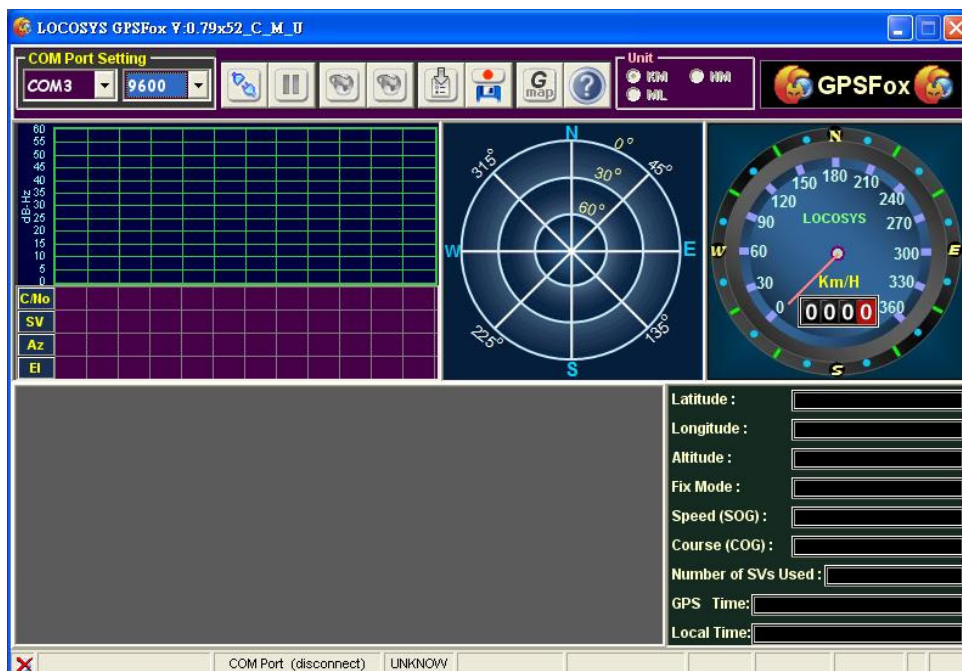 LOCOSYS GPSFox V:0.79x52_C_M_U
COM Port Setting
COM3
9600
G
map
?
Unit
KM
NM
ML
GPSFox
60
55
50
45
40
35
30
25
20
15
10
5
0
dB-Hz
C/No
SV
Az
El
N
0°
45°
30°
60°
E
135°
S
225°
W
315°
N
E
S
W
0
30
60
90
120
150
180
210
240
270
300
330
360
LOCOSYS
Km/H
0000
Latitude :
Longitude :
Altitude :
Fix Mode :
Speed (SOG) :
Course (COG) :
Number of SVs Used :
GPS Time:
Local Time:
COM Port (disconnect)
UNKNOW